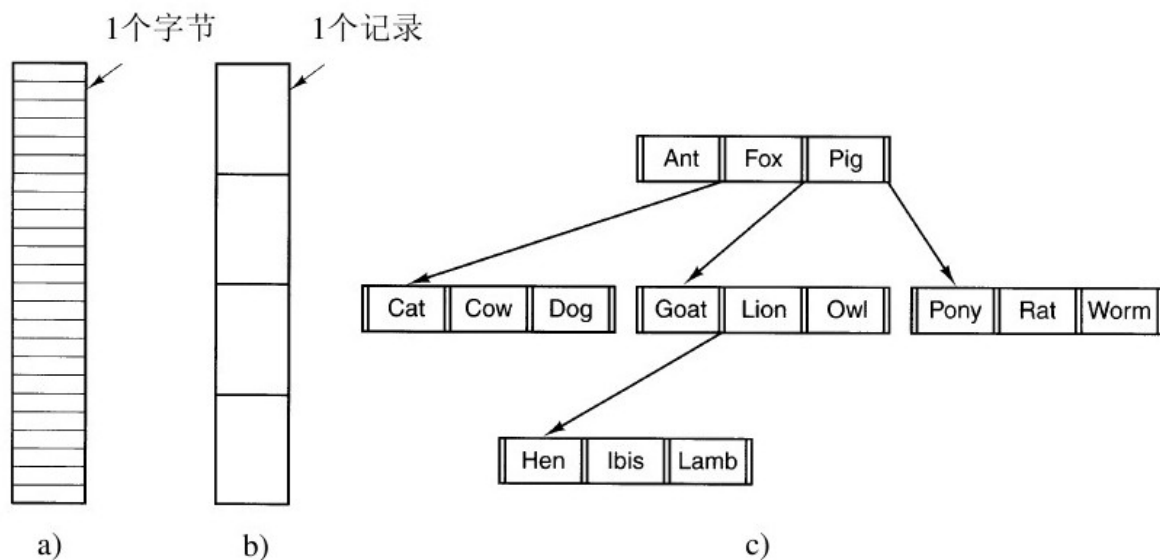 1个字节
1个记录
Ant Fox Pig
Cat Cow Dog
Goat Lion Owl
Pony Rat Worm
Hen Ibis Lamb
a)
b)
c)